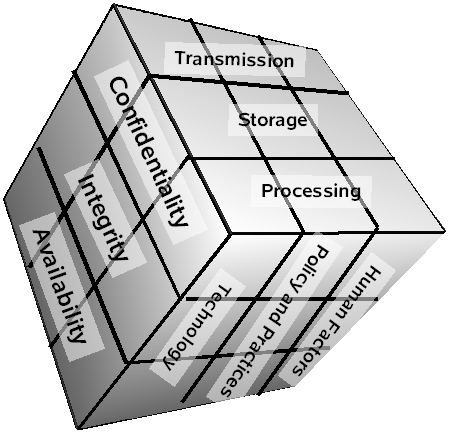 Transmission
Storage
Processing
Confidentiality
Integrity
Availability
Technology
Policy and Practices
Human Factors